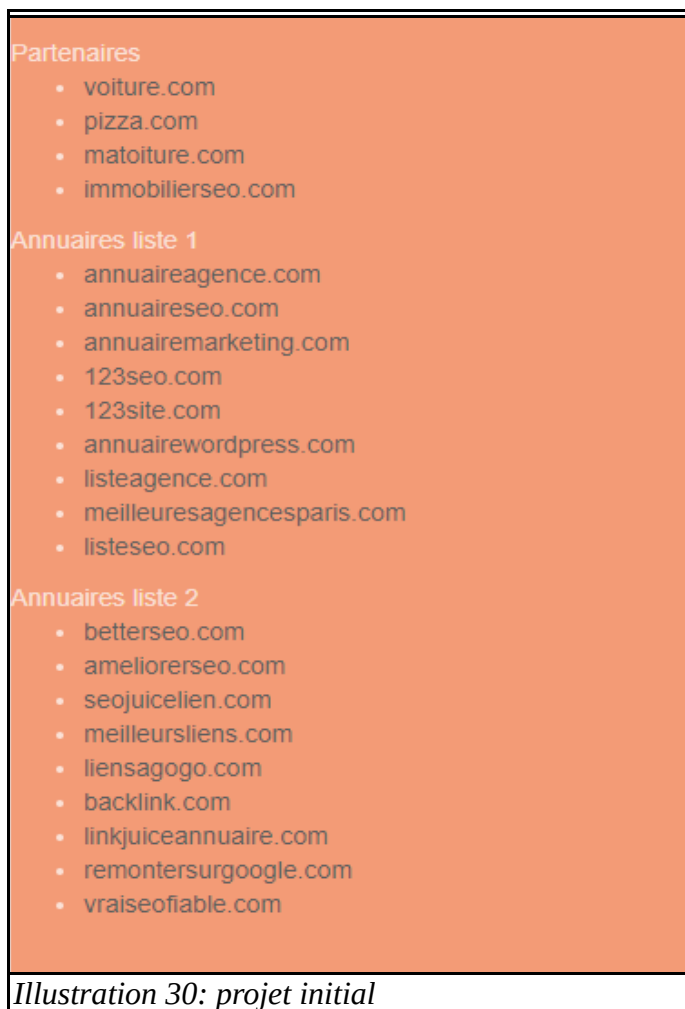 Partenaires
voiture.com
pizza.com
matoiture.com
immobilierseo.com
Annuaires liste 1
annuaireagence.com
annuaireseo.com
annuairemarketing.com
123seo.com
123site.com
annuairewordpress.com
listeagence.com
meilleuresagencesparis.com
listeseo.com
Annuaires liste 2
betterseo.com
ameliorerseo.com
seojuicelien.com
meilleursliens.com
liensagogo.com
backlink.com
linkjuiceannuaire.com
remontersurgoogle.com
vraiseofiable.com
Illustration 30: projet initial